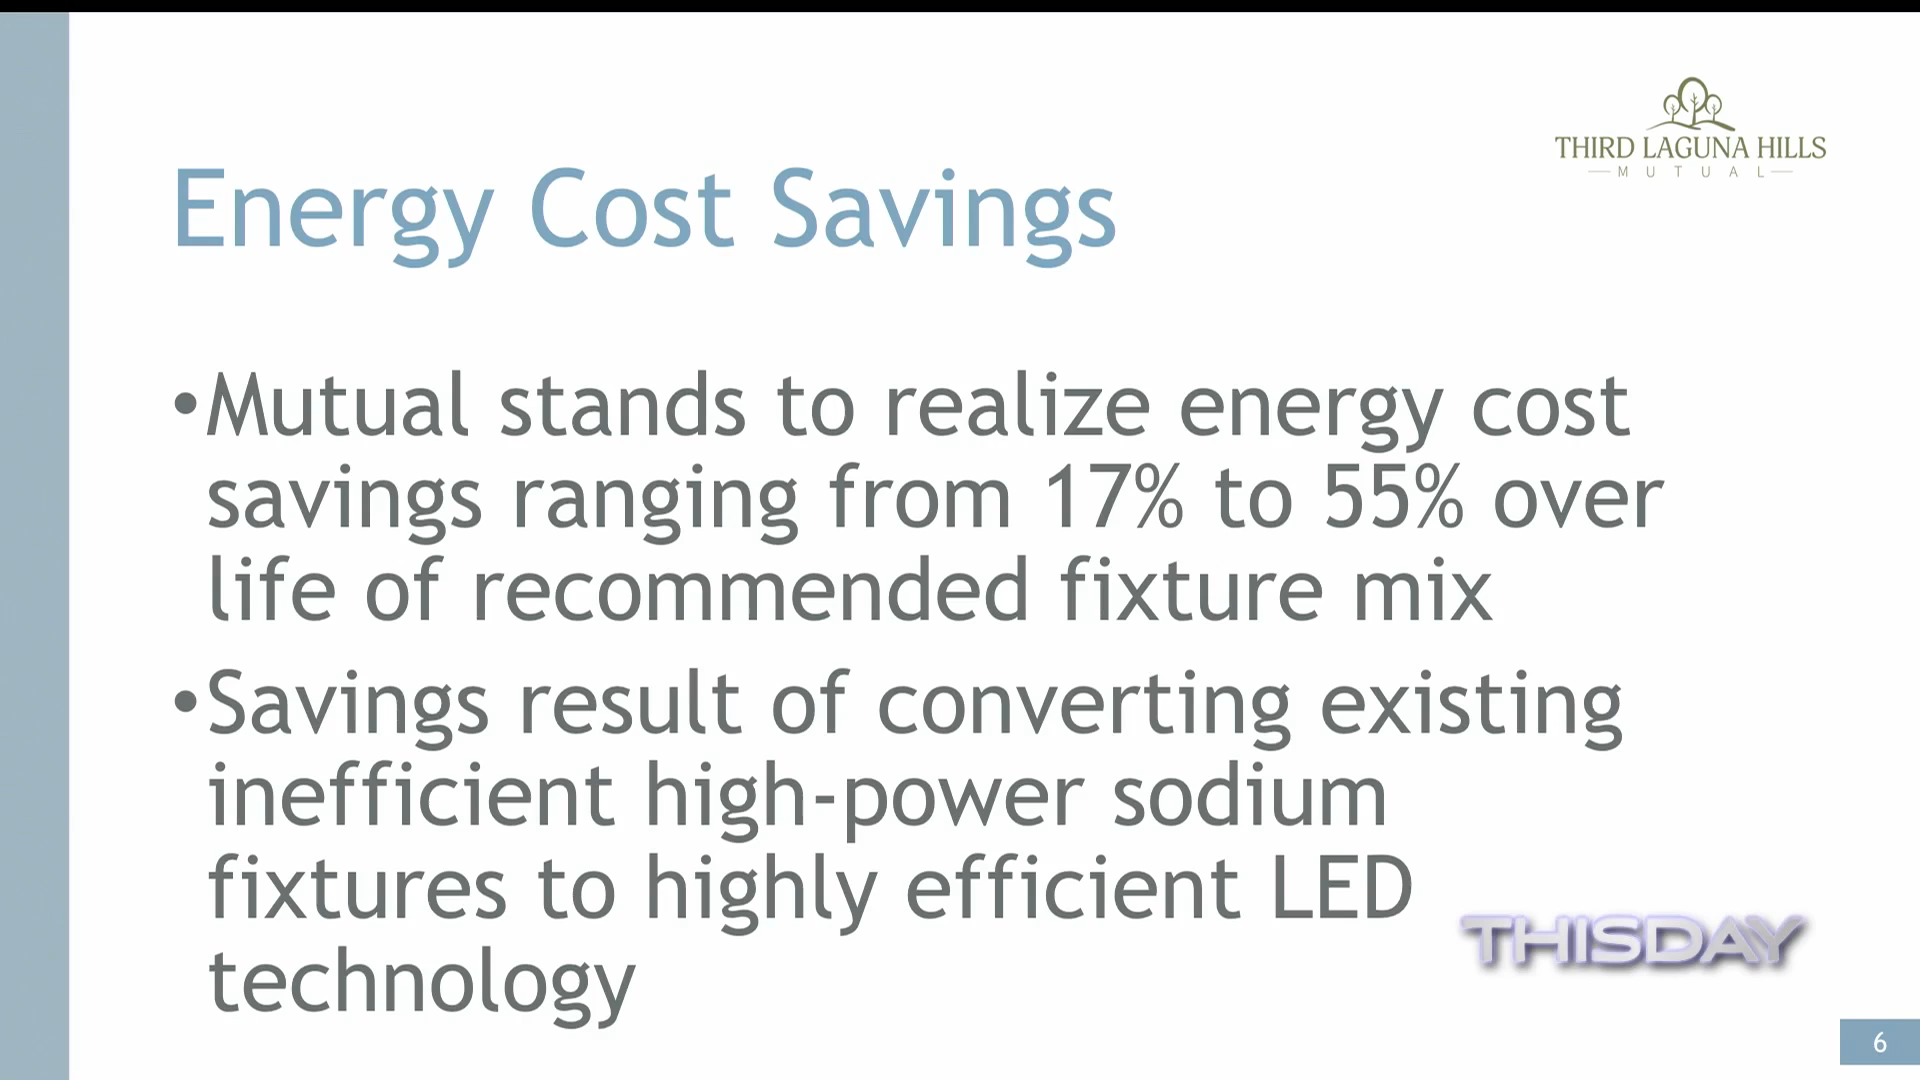 THIRD LAGUNA HILLS
MUTUAL
Energy Cost Savings
•Mutual stands to realize energy cost
savings ranging from 17% to 55% over
life of recommended fixture mix
•Savings result of converting existing
inefficient high-power sodium
fixtures to highly efficient LED
technology
THISDAY
6